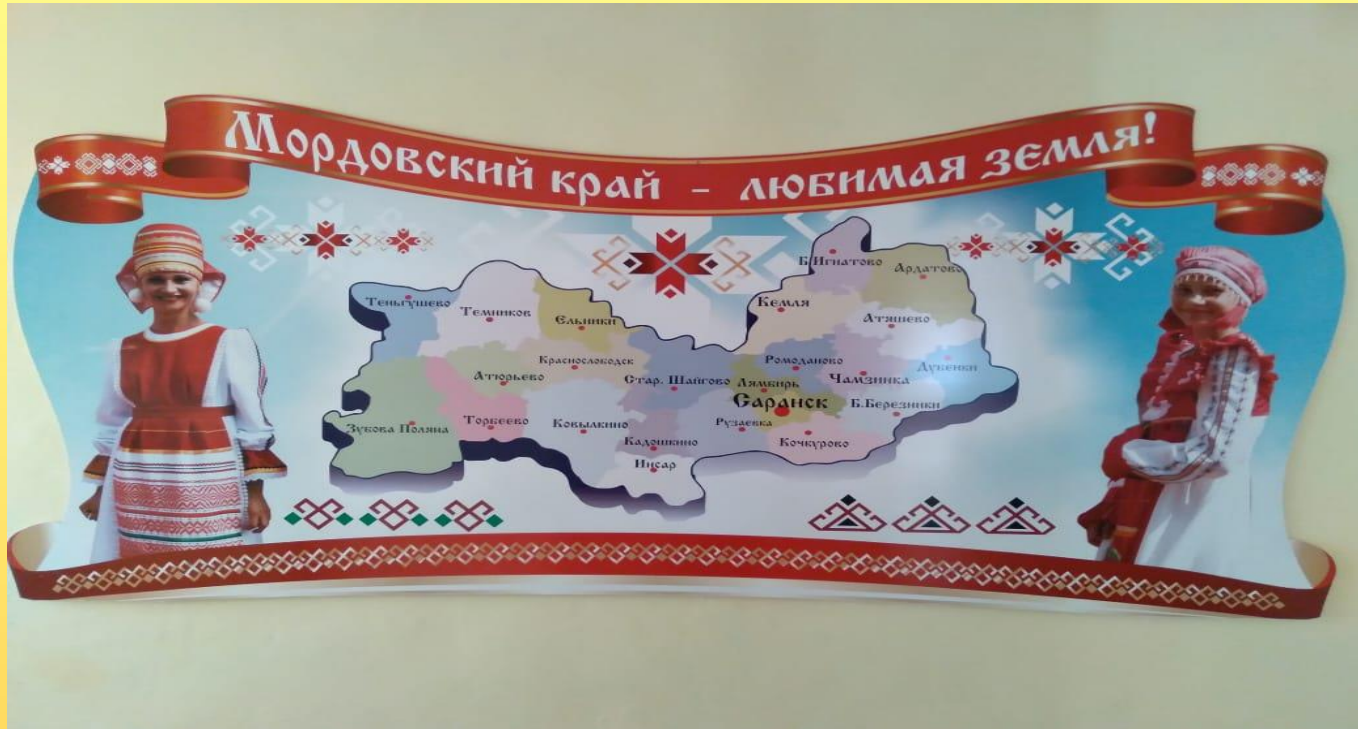 Мордовский край – любимая земля!
Б.Игнатово
Ардатово
Теньгушево
Темников
Ельники
Кемля
Атяшево
Краснослободск
Ромоданово
Дубенки
Атюрьево
Стар. Шайгово
Лямбирь
Чамзинка
Саранск
Б.Березники
Зубова Поляна
Торбеево
Ковылкино
Рузаевка
Кадошкино
Кочкурово
Инсар